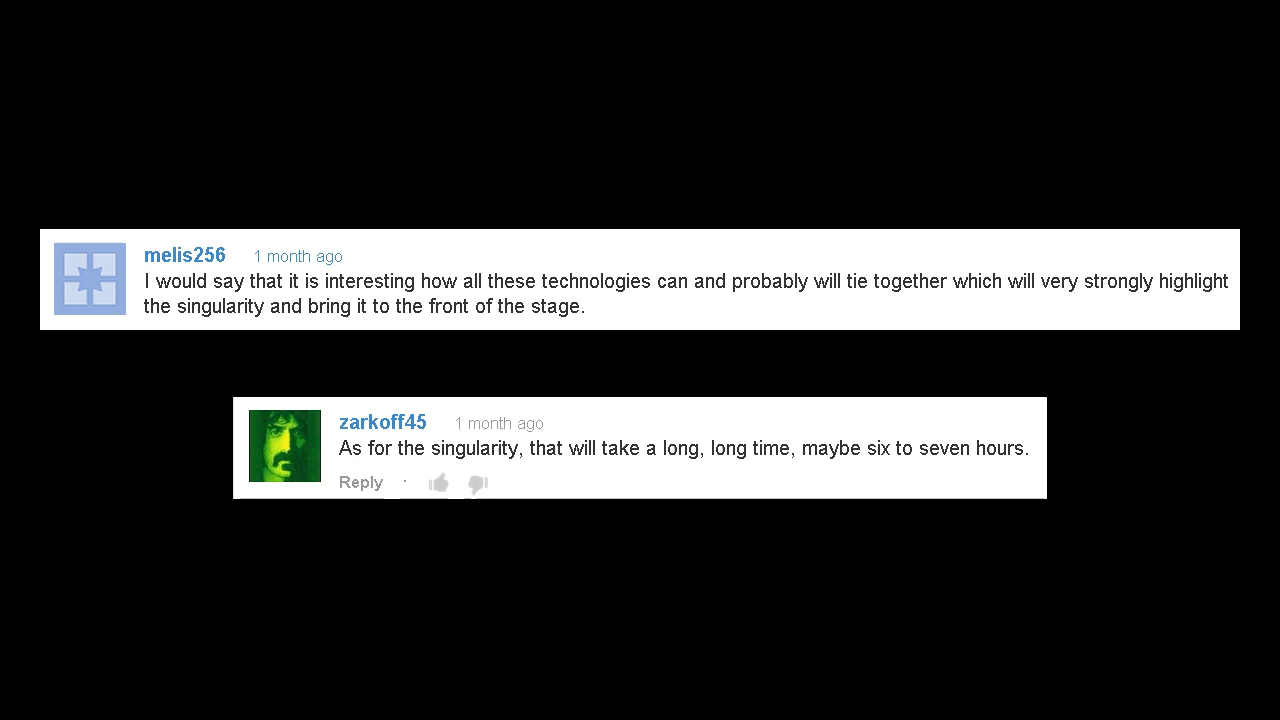 melis256 1 month ago
I would say that it is interesting how all these technologies can and probably will tie together which will very strongly highlight
the singularity and bring it to the front of the stage.
zarkoff45 1 month ago
As for the singularity, that will take a long, long time, maybe six to seven hours.
Reply ·